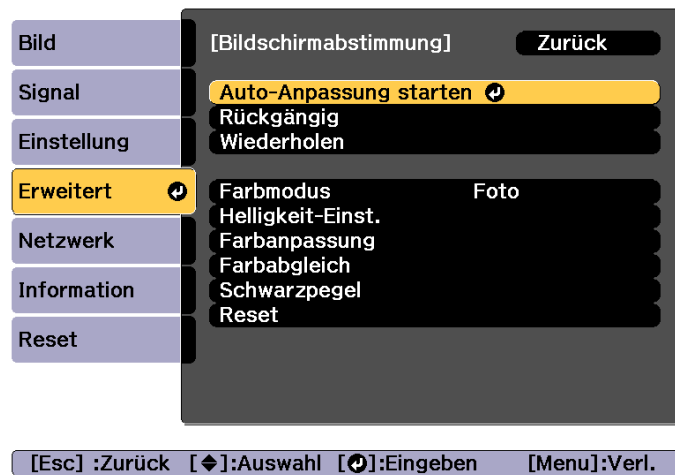 Bild
Signal
Einstellung
Erweitert
Netzwerk
Information
Reset
[Bildschirmabstimmung] Zurück
Auto-Anpassung starten
Rückgängig
Wiederholen
Farbmodus Foto
Helligkeit-Einst.
Farbanpassung
Farbabgleich
Schwarzpegel
Reset
[Esc] :Zurück [◆]:Auswahl [↵]:Eingeben [Menu]:Verl.